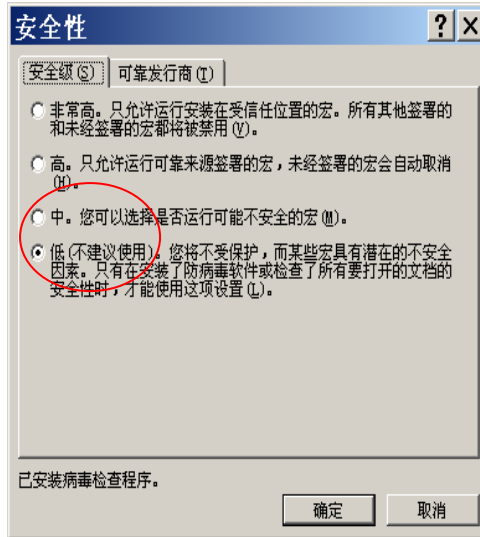 安全性
安全级(S) 可靠发行商(T)
非常高。只允许运行安装在受信任位置的宏。所有其他签署的
和未经签署的宏都将被禁用(V)。
高。只允许运行可靠来源签署的宏，未经签署的宏会自动取消
(H)。
中。您可以选择是否运行可能不安全的宏(M)。
低(不建议使用)。您将不受保护，而某些宏具有潜在的不安全
因素。只有在安装了防病毒软件或检查了所有要打开的文档的
安全性时，才能使用这项设置(L)。
已安装病毒检查程序。
确定 取消